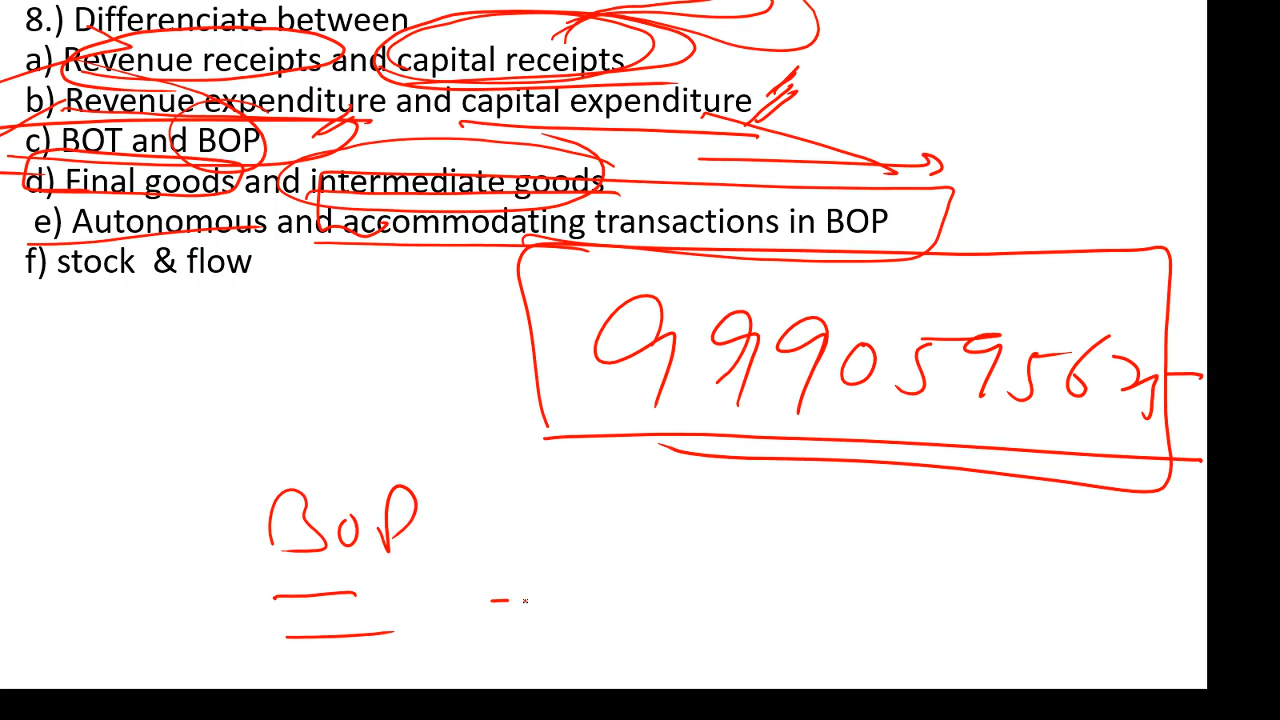 8.) Differenciate between
a) Revenue receipts and capital receipts
b) Revenue expenditure and capital expenditure
c) BOT and BOP
d) Final goods and intermediate goods
e) Autonomous and accommodating transactions in BOP
f) stock & flow
BOP